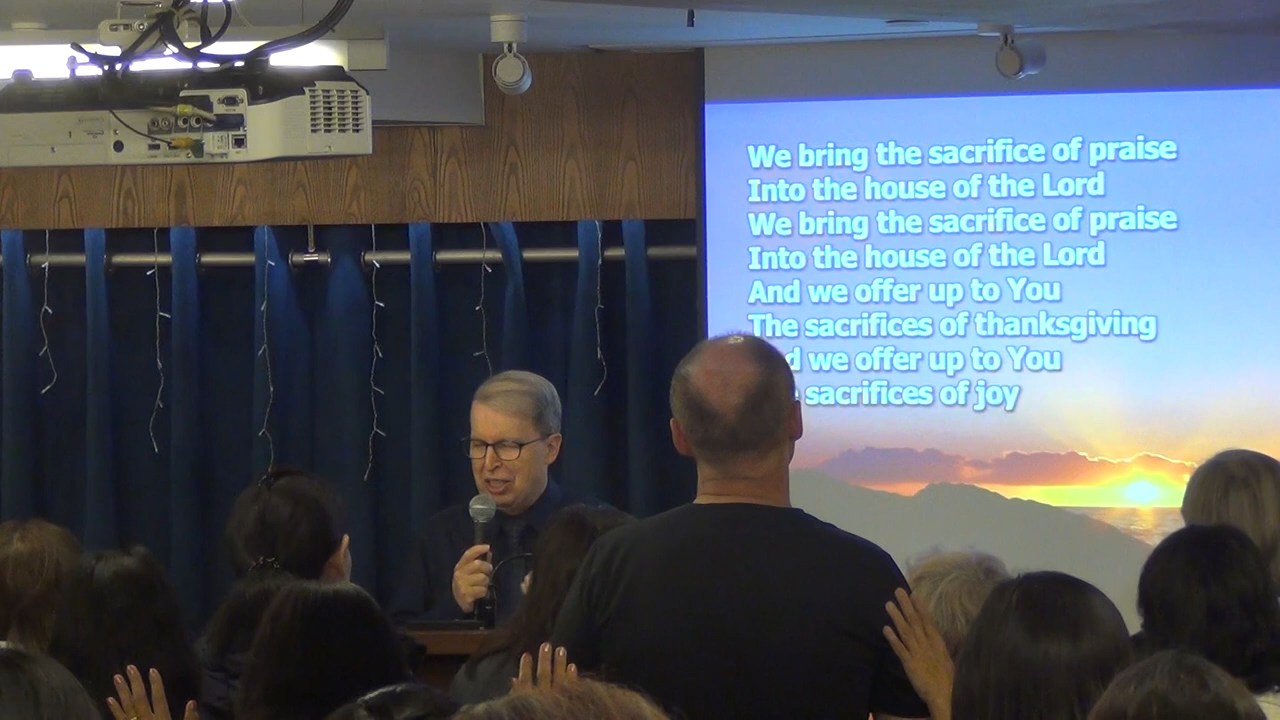 We bring the sacrifice of praise
Into the house of the Lord
We bring the sacrifice of praise
Into the house of the Lord
And we offer up to You
The sacrifices of thanksgiving
we offer up to You
sacrifices of joy